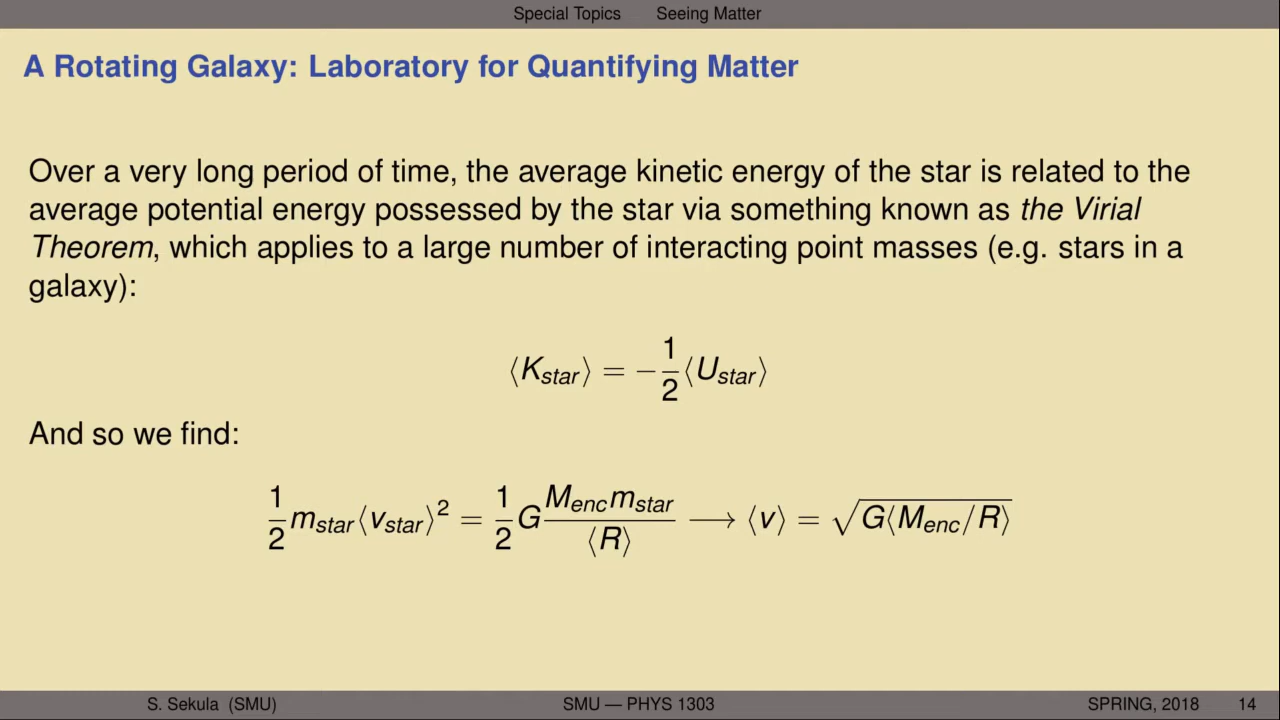 Special Topics Seeing Matter
A Rotating Galaxy: Laboratory for Quantifying Matter
Over a very long period of time, the average kinetic energy of the star is related to the
average potential energy possessed by the star via something known as the Virial
Theorem, which applies to a large number of interacting point masses (e.g. stars in a
galaxy):
⟨K_star⟩ = −1/2⟨U_star⟩
And so we find:
1/2 m_star⟨v_star⟩² = 1/2 G M_enc m_star/⟨R⟩ ⟶ ⟨v⟩ = √(G⟨M_enc/R⟩)
S. Sekula (SMU) SMU — PHYS 1303 SPRING, 2018 14